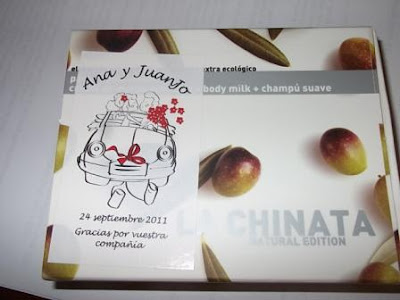 Ana y Juanjo
extra ecológico
body milk + champú suave
24 septiembre 2011
Gracias por vuestra
compañía
LA CHINATA
NATURAL EDITION